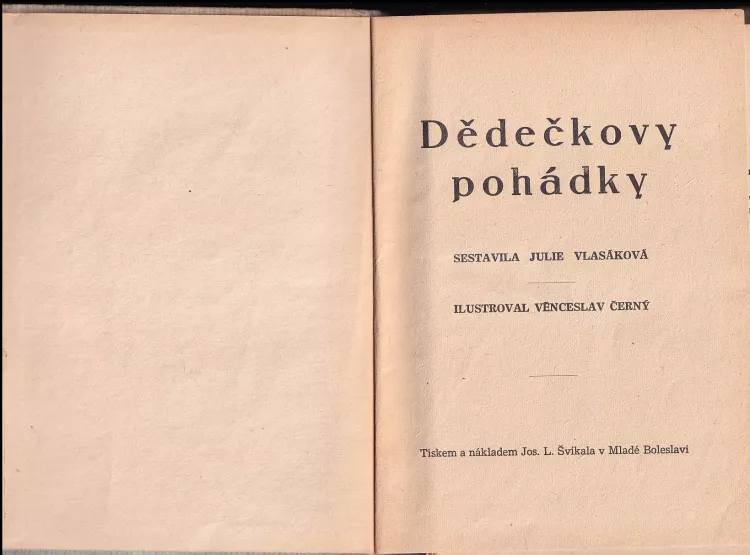 Dědečkovy
pohádky
SESTAVILA JULIE VLASÁKOVÁ
ILUSTROVAL VĚNCESLAV ČERNÝ
Tiskem a nákladem Jos. L. Švíkala v Mladé Boleslavi